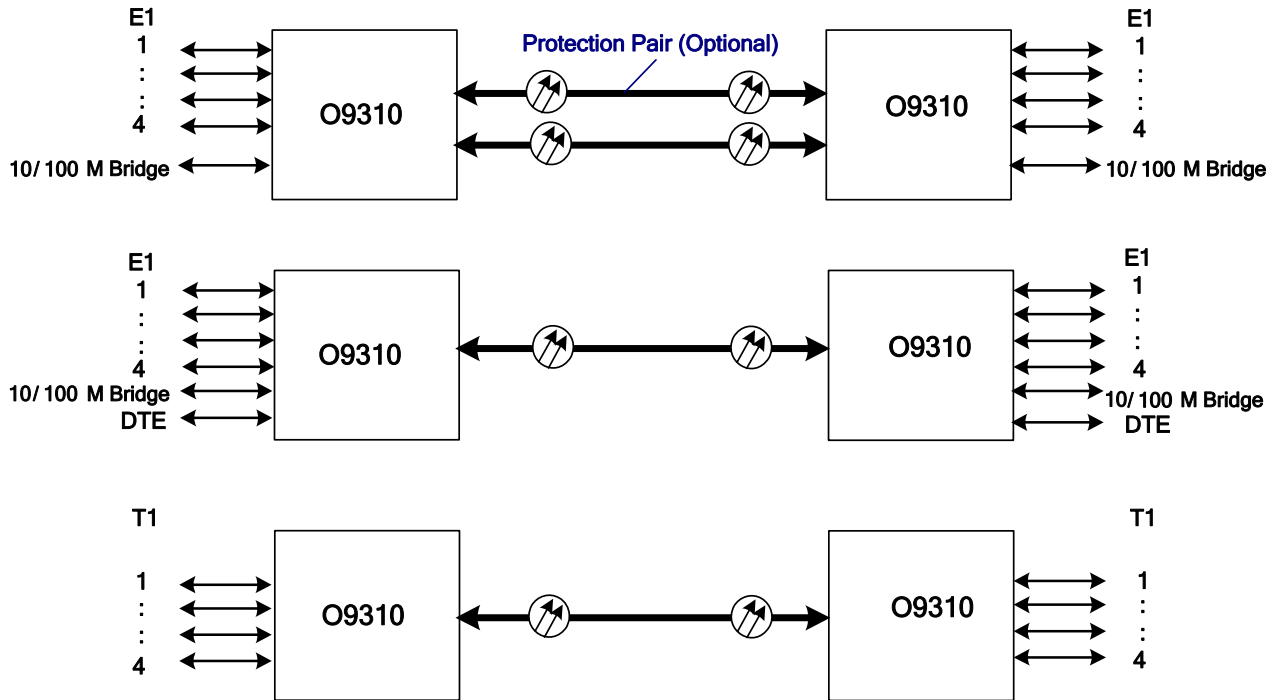 E1
1
:
:
4
10/ 100 M Bridge
O9310
Protection Pair (Optional)
O9310
E1
1
:
:
4
10/ 100 M Bridge
E1
1
:
:
4
10/ 100 M Bridge
DTE
O9310
O9310
E1
1
:
:
4
10/ 100 M Bridge
DTE
T1
1
:
:
4
O9310
O9310
T1
1
:
:
4